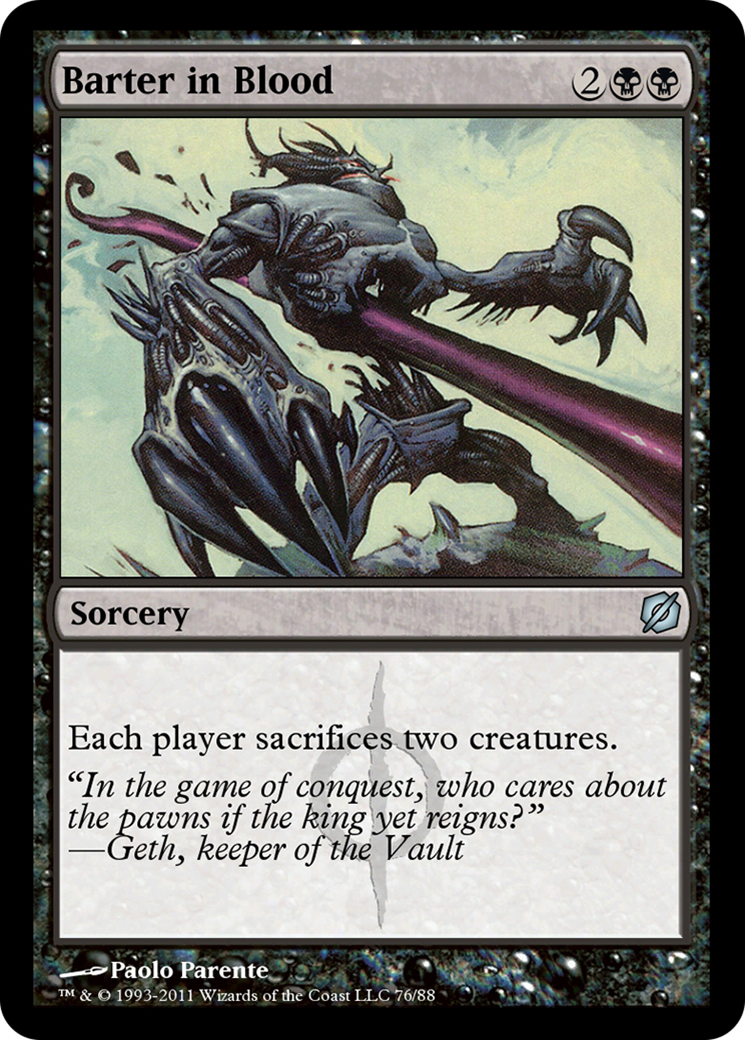 Barter in Blood 2
Sorcery
Each player sacrifices two creatures.
“In the game of conquest, who cares about
the pawns if the king yet reigns?”
—Geth, keeper of the Vault
Paolo Parente
™ & © 1993-2011 Wizards of the Coast LLC 76/88